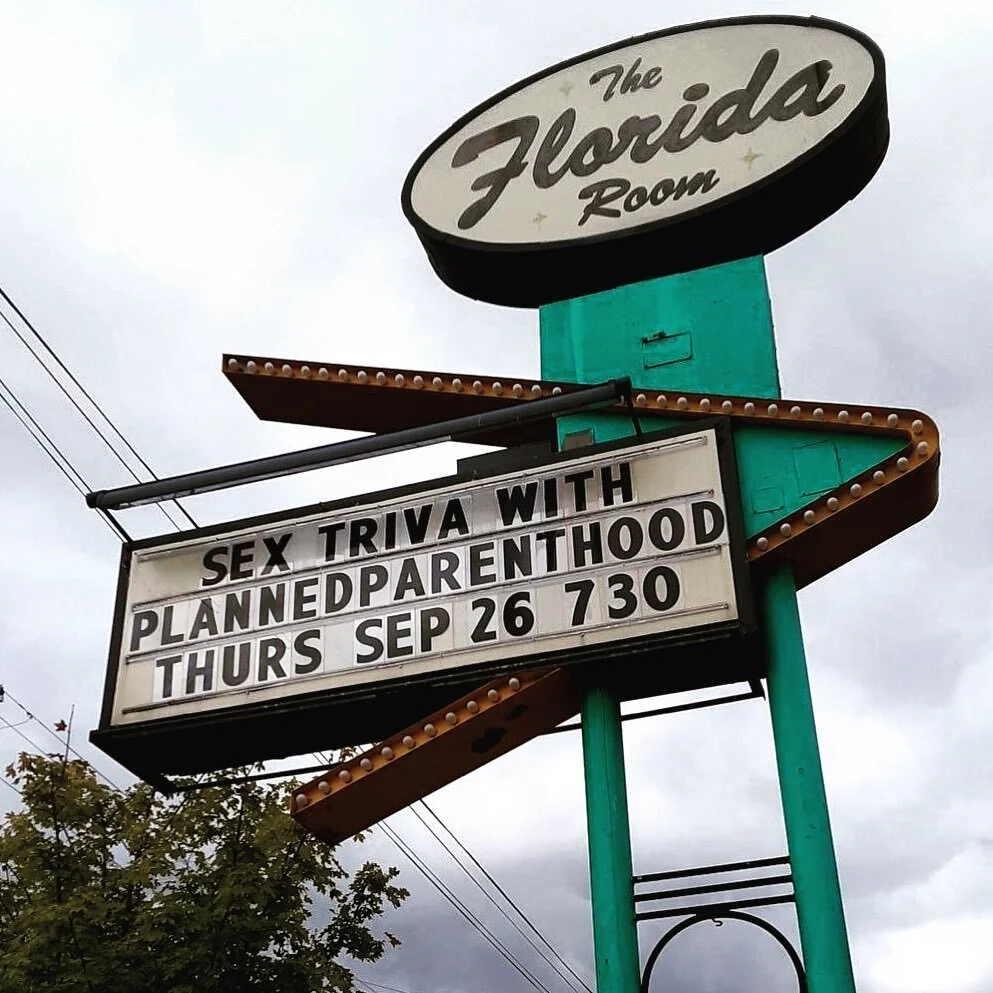 The
Florida
Room
SEX TRIVA WITH
PLANNEDPARENTHOOD
THURS SEP 26 730